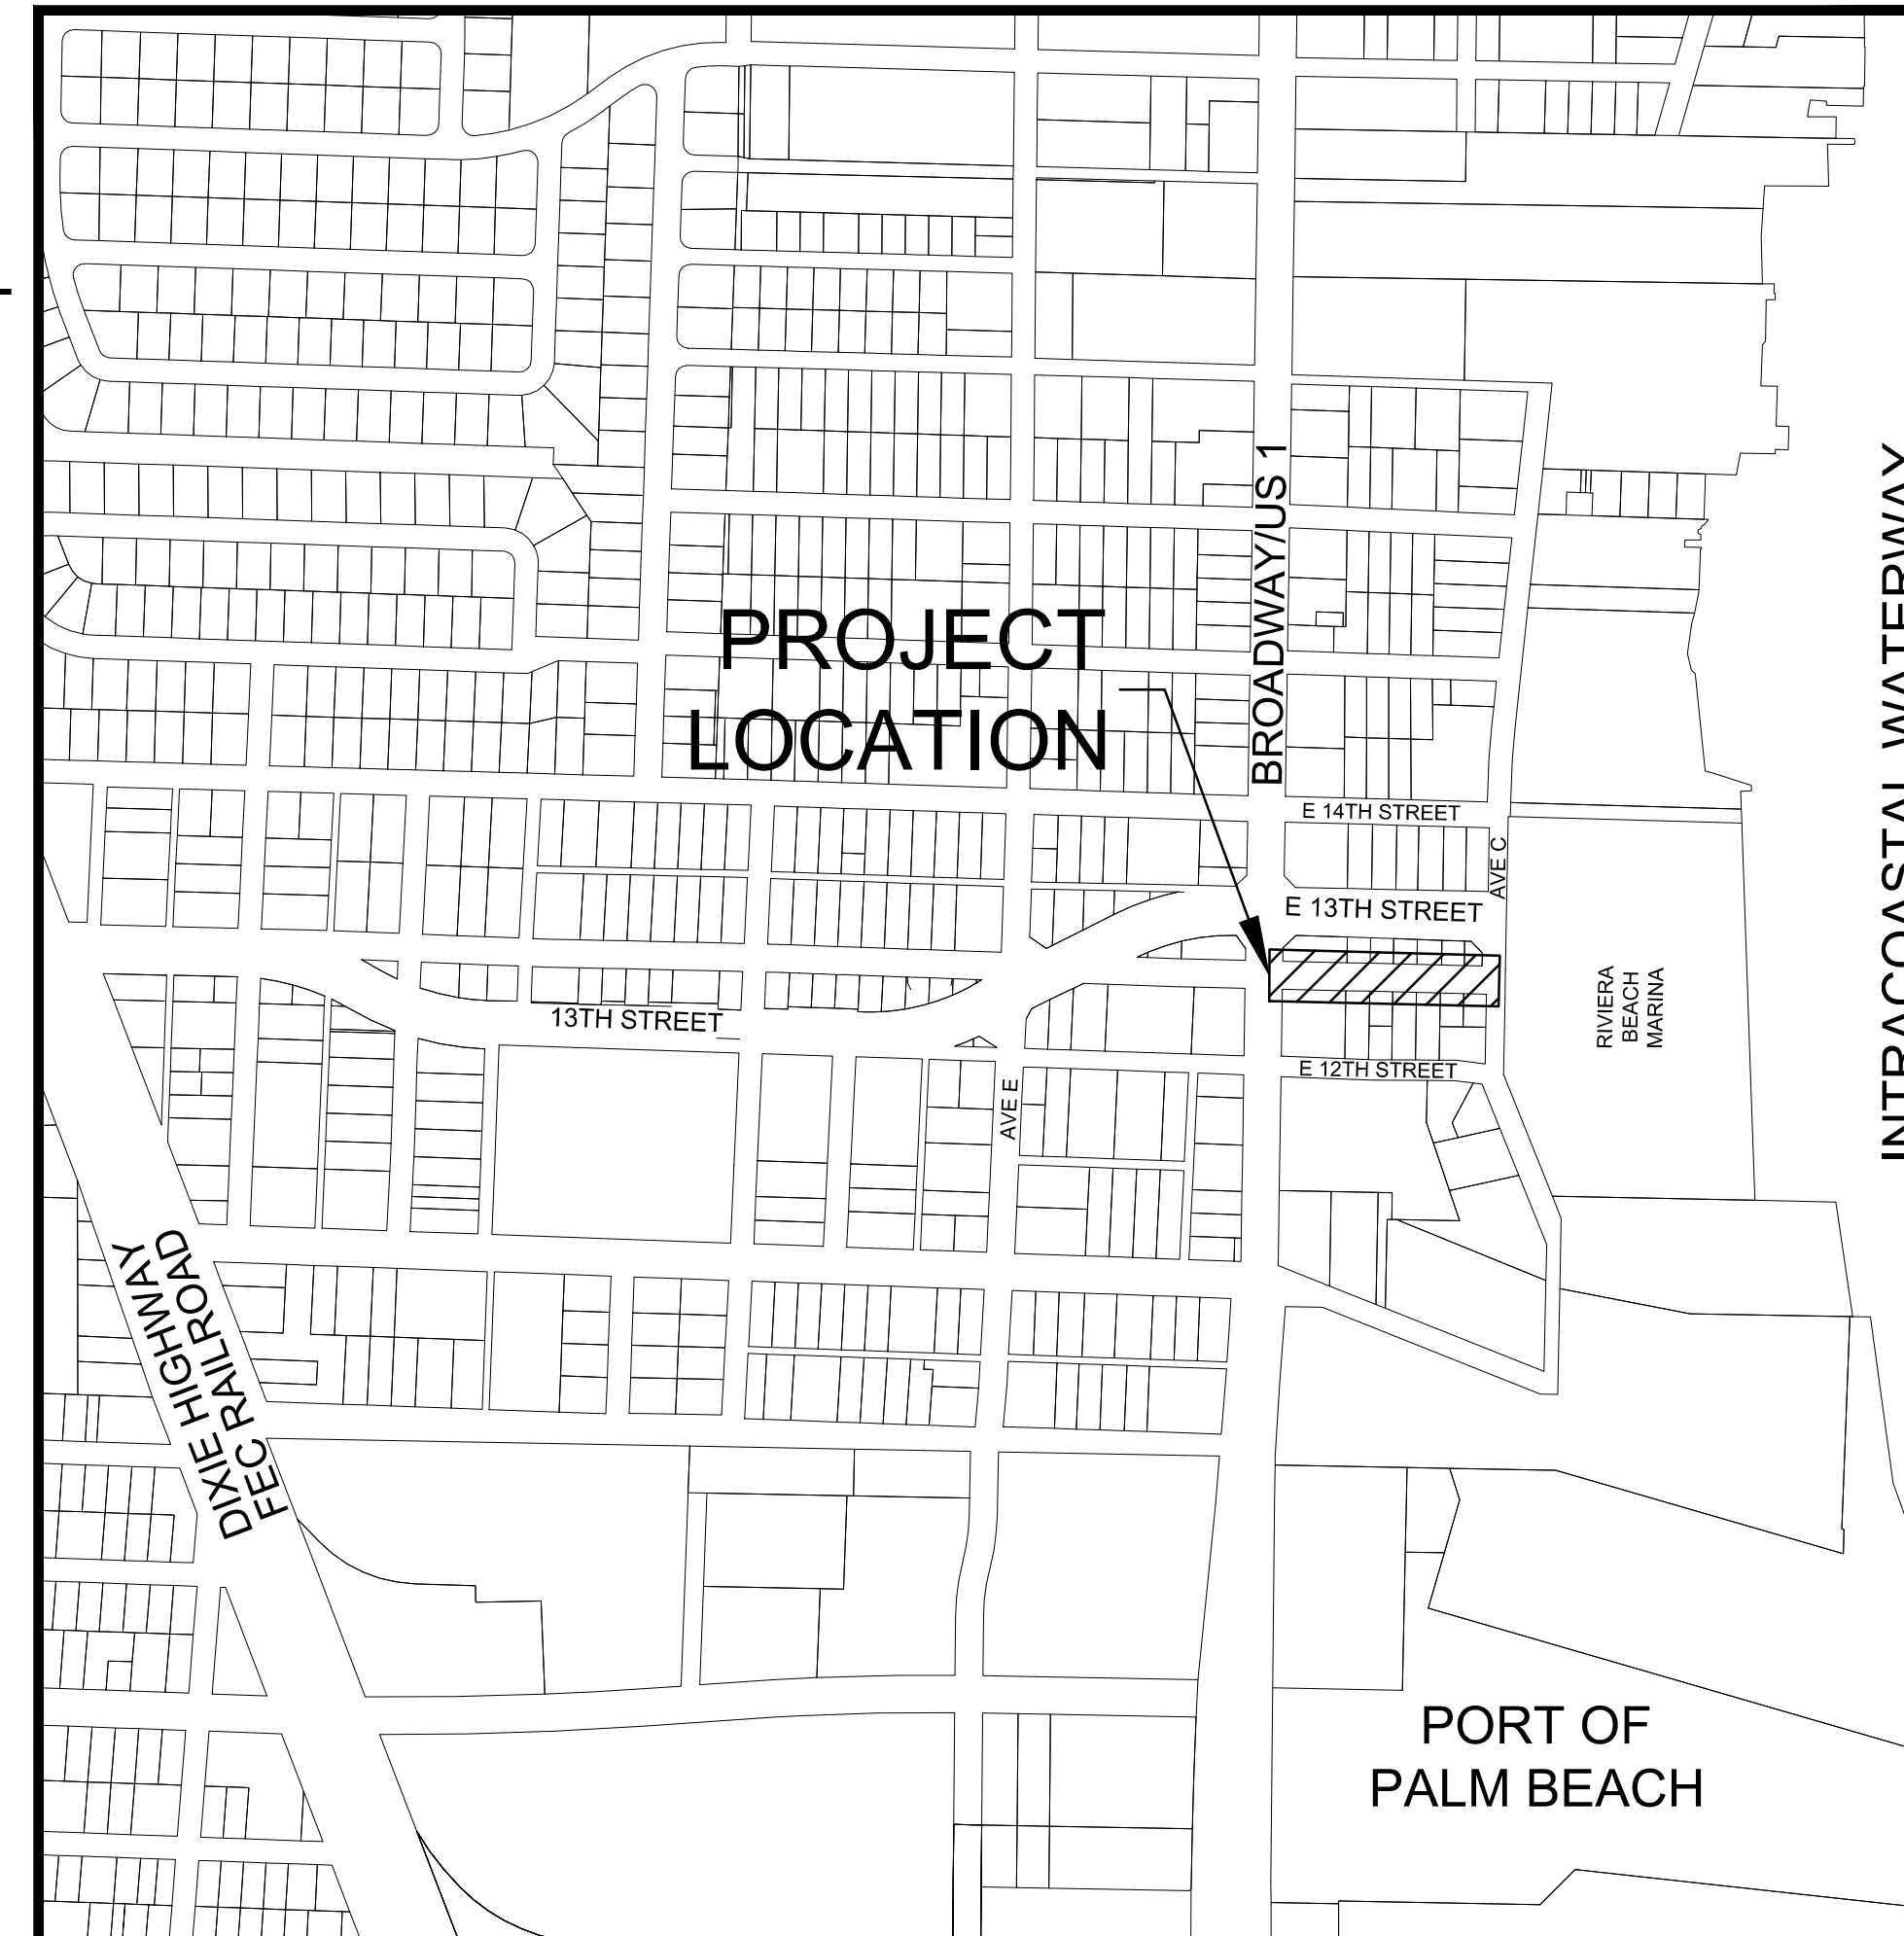 PROJECT
LOCATION
BROADWAY/US 1
E 14TH STREET
AVE C
E 13TH STREET
INTRACOASTAL WATERWAY
RIVIERA
BEACH
MARINA
13TH STREET
E 12TH STREET
AVE E
DIXIE HIGHWAY
FEC RAILROAD
PORT OF
PALM BEACH